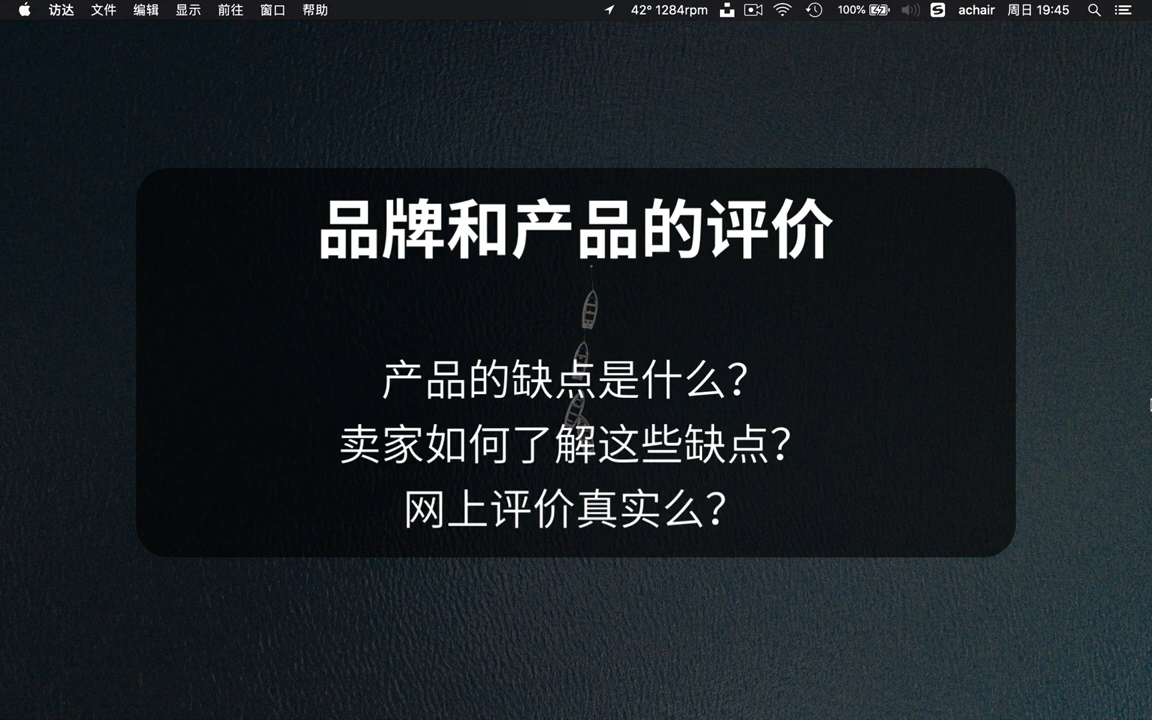 访达 文件 编辑 显示 前往 窗口 帮助 42° 1284rpm 100% achair 周日 19:45
品牌和产品的评价
产品的缺点是什么？
卖家如何了解这些缺点？
网上评价真实么？